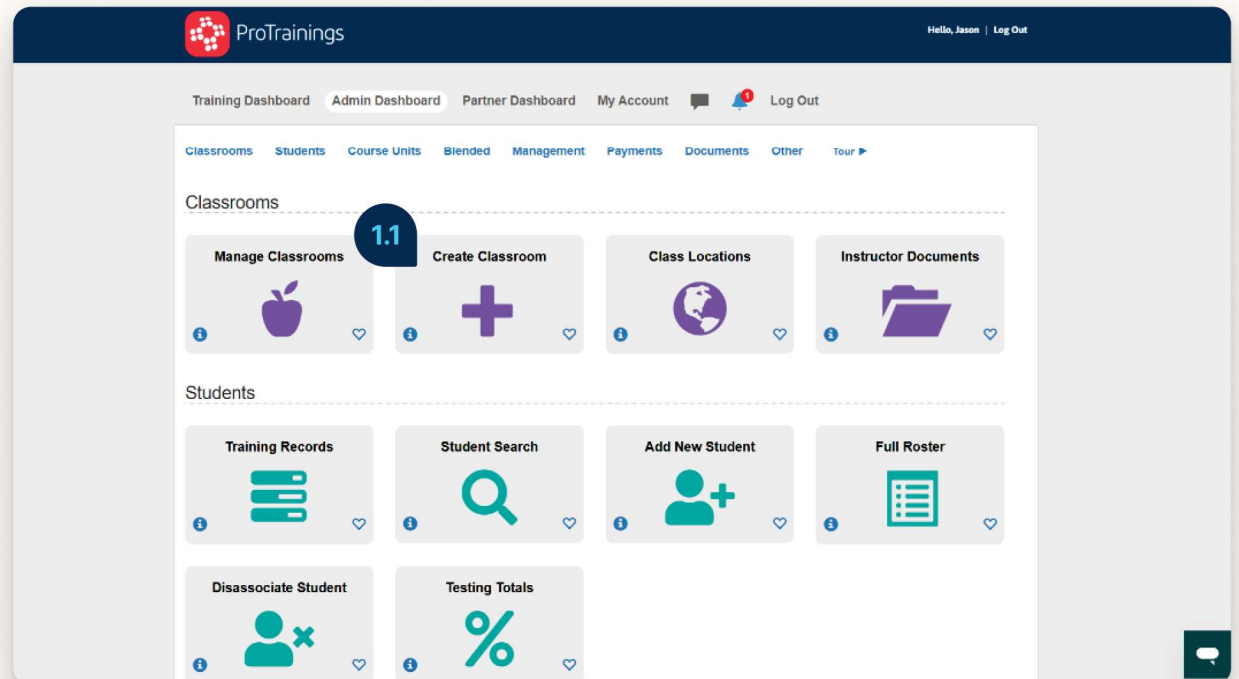 ProTrainings
Hello, Jason | Log Out
Training Dashboard Admin Dashboard Partner Dashboard My Account 1 Log Out
Classrooms Students Course Units Blended Management Payments Documents Other Tour ▶
Classrooms
1.1
Manage Classrooms Create Classroom Class Locations Instructor Documents
Students
Training Records Student Search Add New Student Full Roster
Disassociate Student Testing Totals